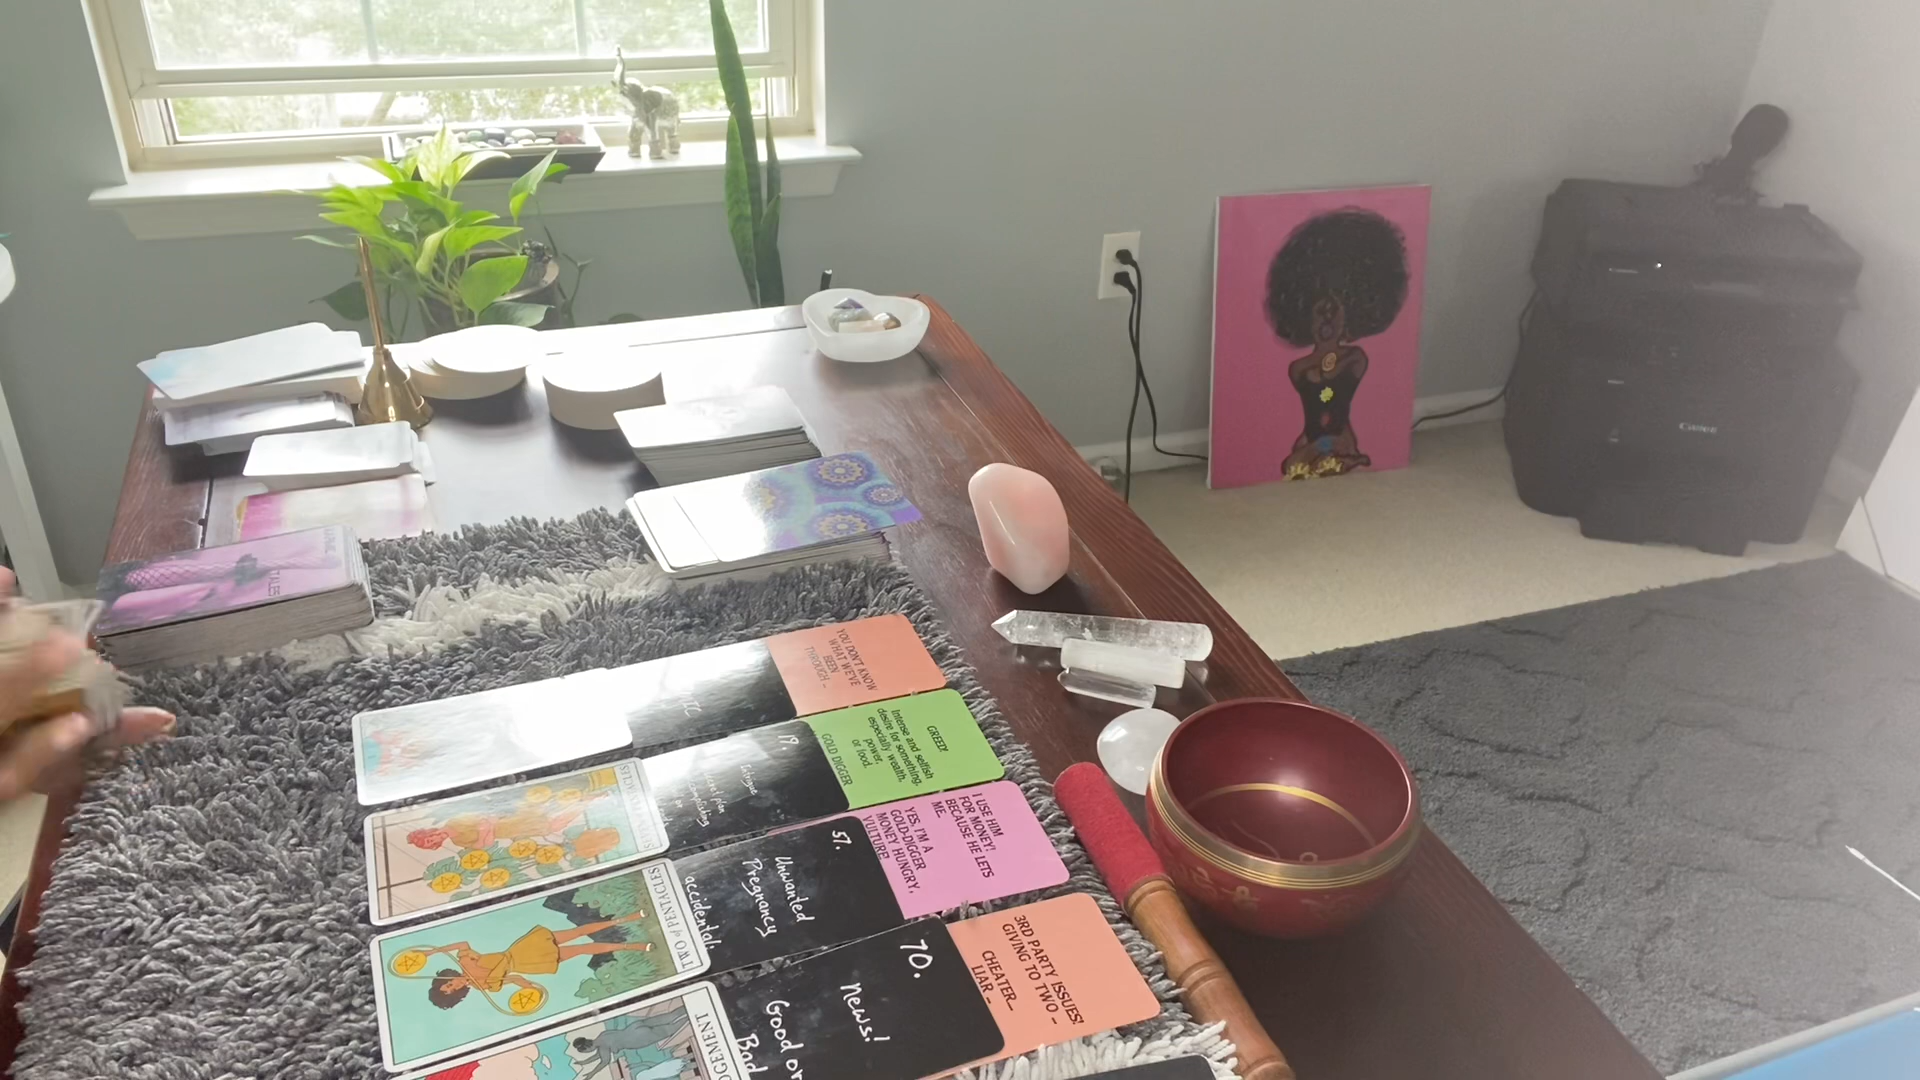 Canon
TALES
YOU DON'T KNOW
WHAT WE'VE
BEEN
THROUGH -
GREED!
Intense and selfish
desire for something,
especially wealth,
power,
or food.
GOLD DIGGER
19.
Intrigue
I USE HIM
FOR MONEY!
BECAUSE HE LETS
ME.
YES, I'M A
GOLD-DIGGER
MONEY HUNGRY,
VULTURE!
57.
Unwanted
Pregnancy
accidental.
TWO of PENTACLES
3RD PARTY ISSUES!
GIVING TO TWO -
CHEATER-
LIAR -
70.
News!
Good or
Bad